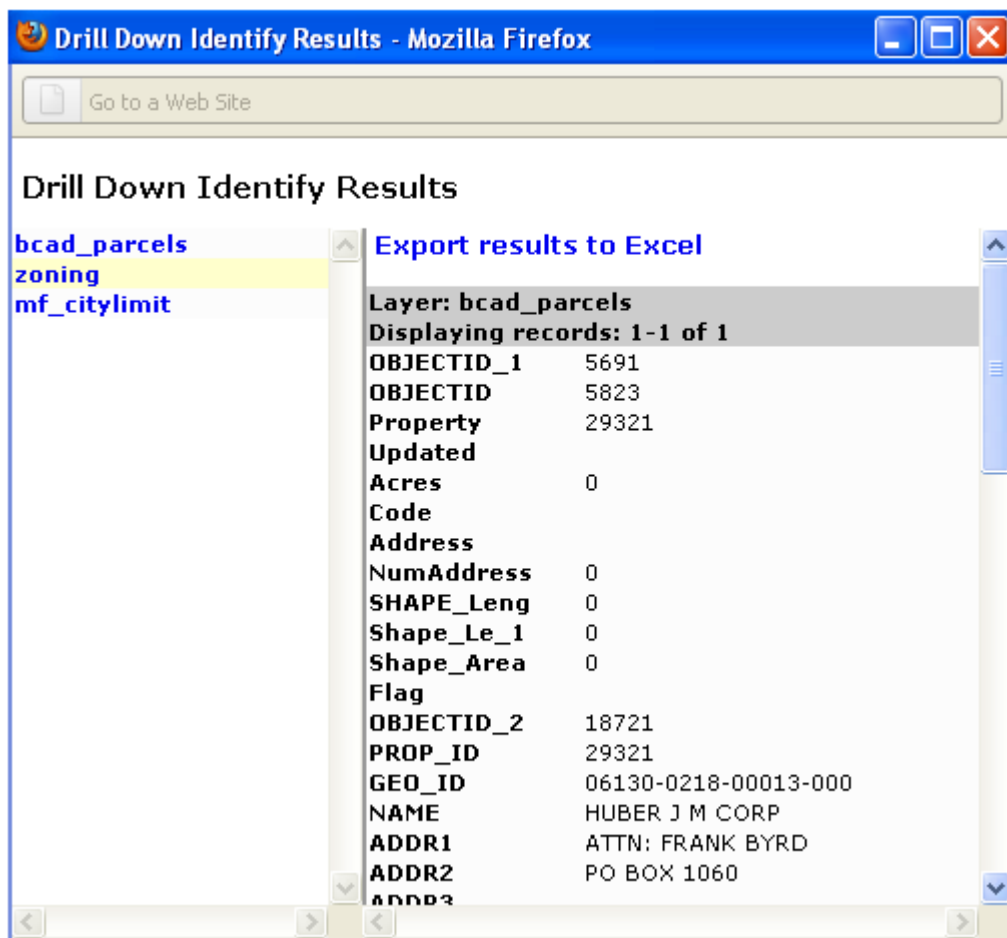 Drill Down Identify Results - Mozilla Firefox
Go to a Web Site
Drill Down Identify Results
bcad_parcels
zoning
mf_citylimit
Export results to Excel
Layer: bcad_parcels
Displaying records: 1-1 of 1
OBJECTID_1 5691
OBJECTID 5823
Property 29321
Updated
Acres 0
Code
Address
NumAddress 0
SHAPE_Leng 0
Shape_Le_1 0
Shape_Area 0
Flag
OBJECTID_2 18721
PROP_ID 29321
GEO_ID 06130-0218-00013-000
NAME HUBER J M CORP
ADDR1 ATTN: FRANK BYRD
ADDR2 PO BOX 1060
ADDR3